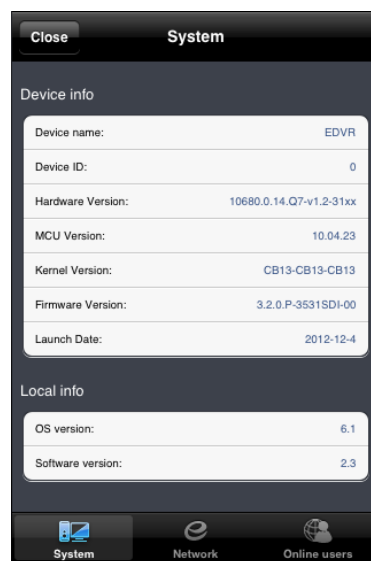 Close System
Device info
Device name: EDVR
Device ID: 0
Hardware Version: 10680.0.14.Q7-v1.2-31xx
MCU Version: 10.04.23
Kernel Version: CB13-CB13-CB13
Firmware Version: 3.2.0.P-3531SDI-00
Launch Date: 2012-12-4
Local info
OS version: 6.1
Software version: 2.3
System Network Online users